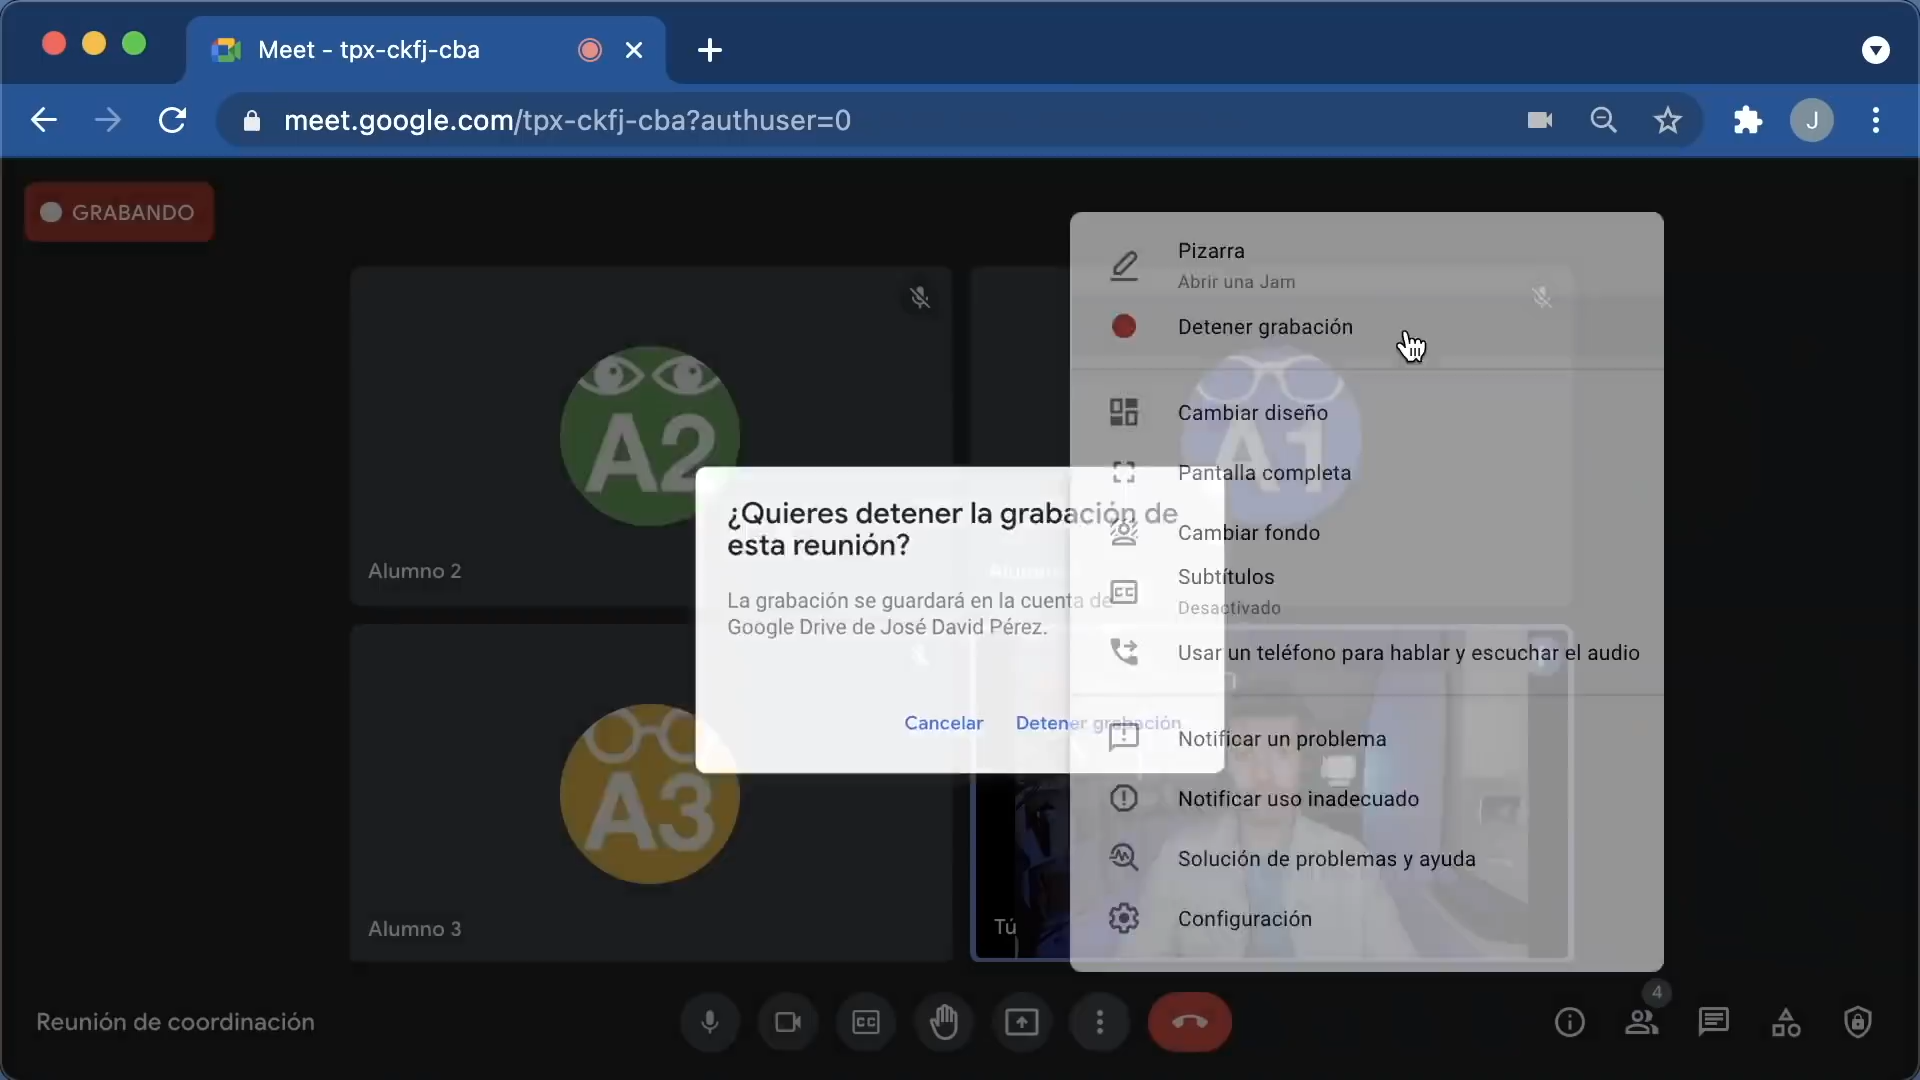 Meet - tpx-ckfj-cba
meet.google.com/tpx-ckfj-cba?authuser=0
J
GRABANDO
Pizarra
Abrir una Jam
Detener grabación
Cambiar diseño
Pantalla completa
Cambiar fondo
Subtítulos
Desactivado
Usar un teléfono para hablar y escuchar el audio
Notificar un problema
Notificar uso inadecuado
Solución de problemas y ayuda
Configuración
A2
Alumno 2
A1
¿Quieres detener la grabación de
esta reunión?
La grabación se guardará en la cuenta de
Google Drive de José David Pérez.
Cancelar
Detener grabación
A3
Alumno 3
Tú
Reunión de coordinación
CC
CC
4